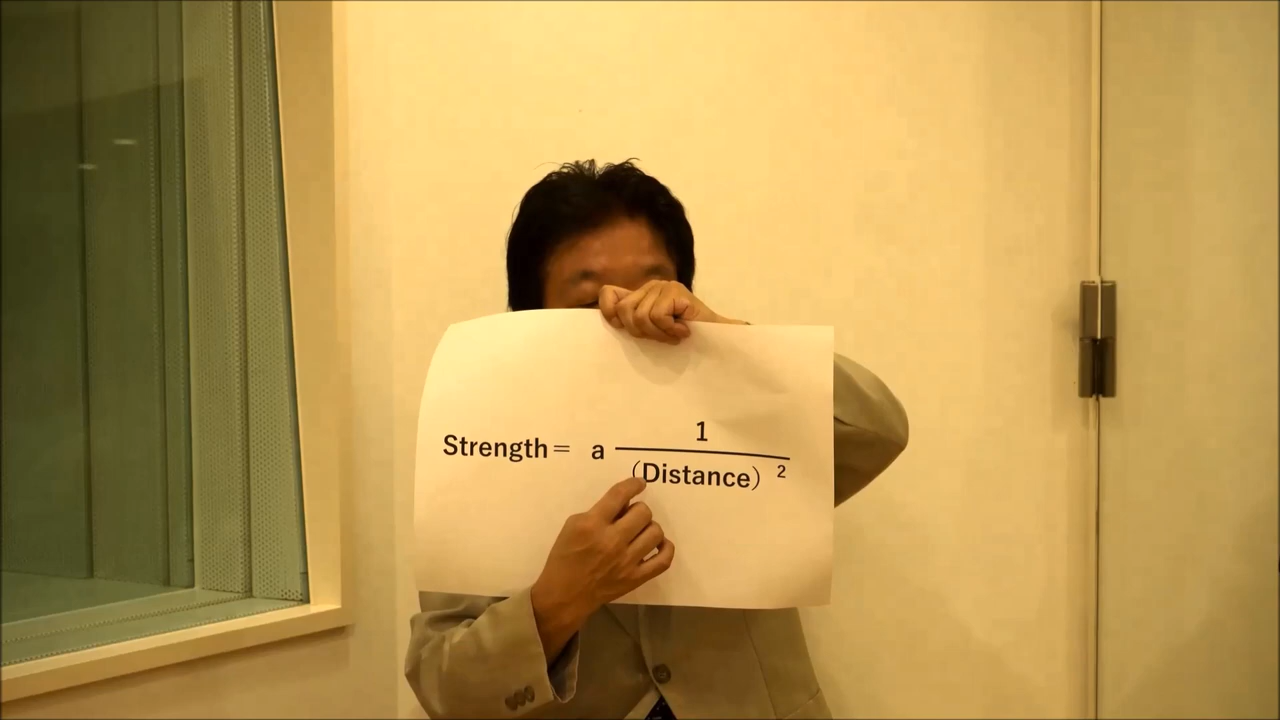 Strength = a 1
(Distance) 2